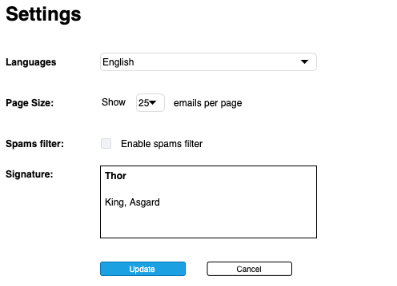 Settings
Languages English
Page Size: Show 25 emails per page
Spams filter: Enable spams filter
Signature: Thor
King, Asgard
Update Cancel